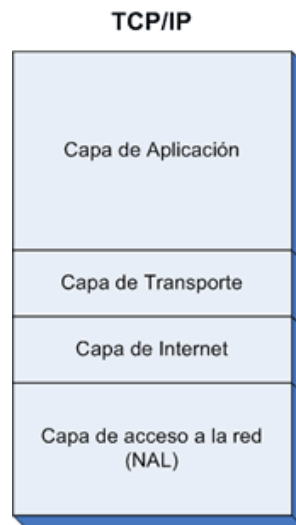 TCP/IP
Capa de Aplicación
Capa de Transporte
Capa de Internet
Capa de acceso a la red
(NAL)